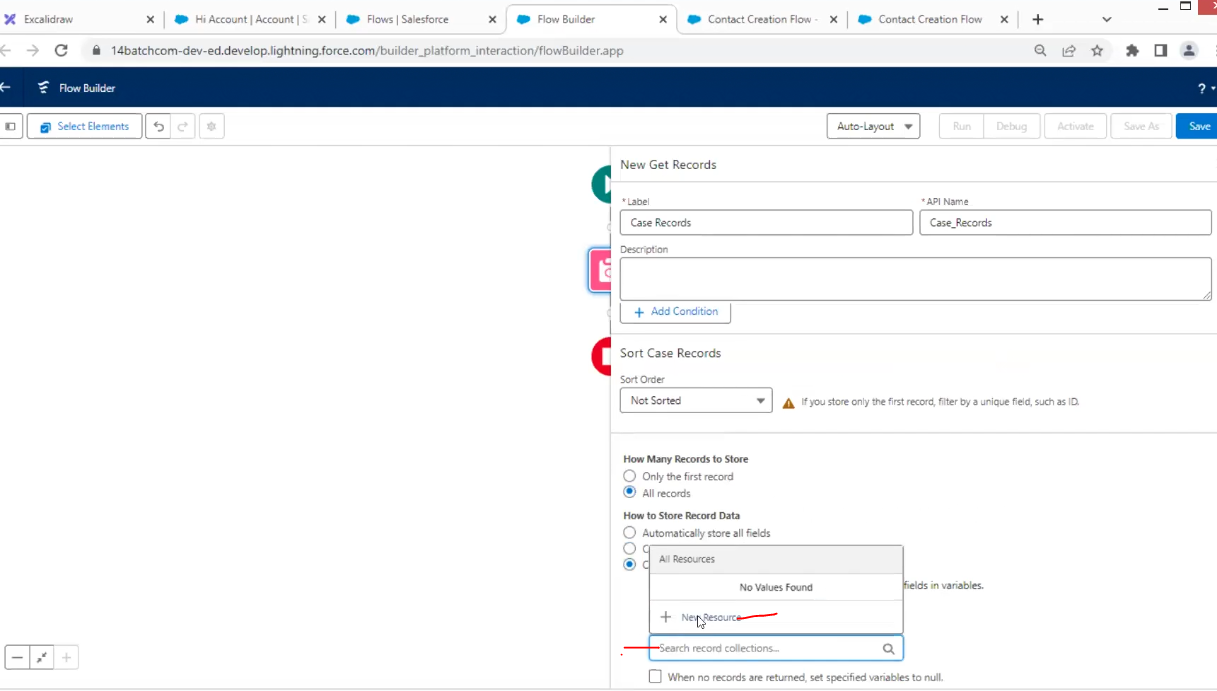 Excalidraw
Hi Account | Account | S
Flows | Salesforce
Flow Builder
Contact Creation Flow -
Contact Creation Flow
14batchcom-dev-ed.develop.lightning.force.com/builder_platform_interaction/flowBuilder.app
Flow Builder
?
Select Elements
Auto-Layout
Run
Debug
Activate
Save As
Save
New Get Records
* Label
* API Name
Case Records
Case_Records
Description
+ Add Condition
Sort Case Records
Sort Order
Not Sorted
If you store only the first record, filter by a unique field, such as ID.
How Many Records to Store
Only the first record
All records
How to Store Record Data
Automatically store all fields
C
C
All Resources
No Values Found
fields in variables.
+ New Resource
Search record collections...
When no records are returned, set specified variables to null.